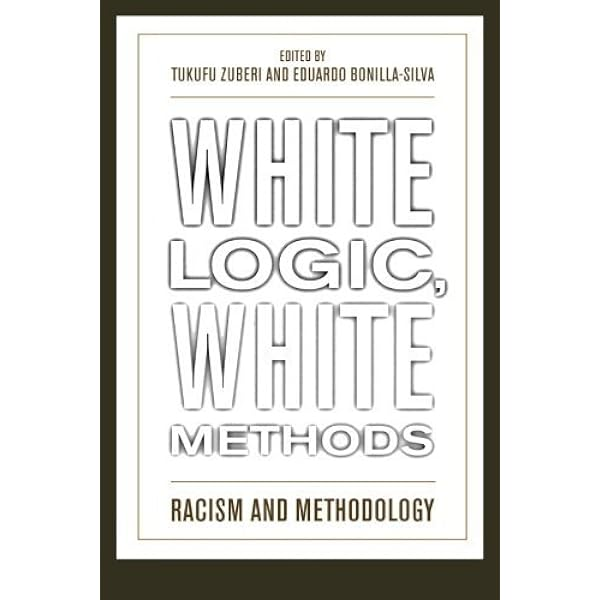 EDITED BY
TUKUFU ZUBERI AND EDUARDO BONILLA-SILVA
WHITE
LOGIC,
WHITE
METHODS
RACISM AND METHODOLOGY